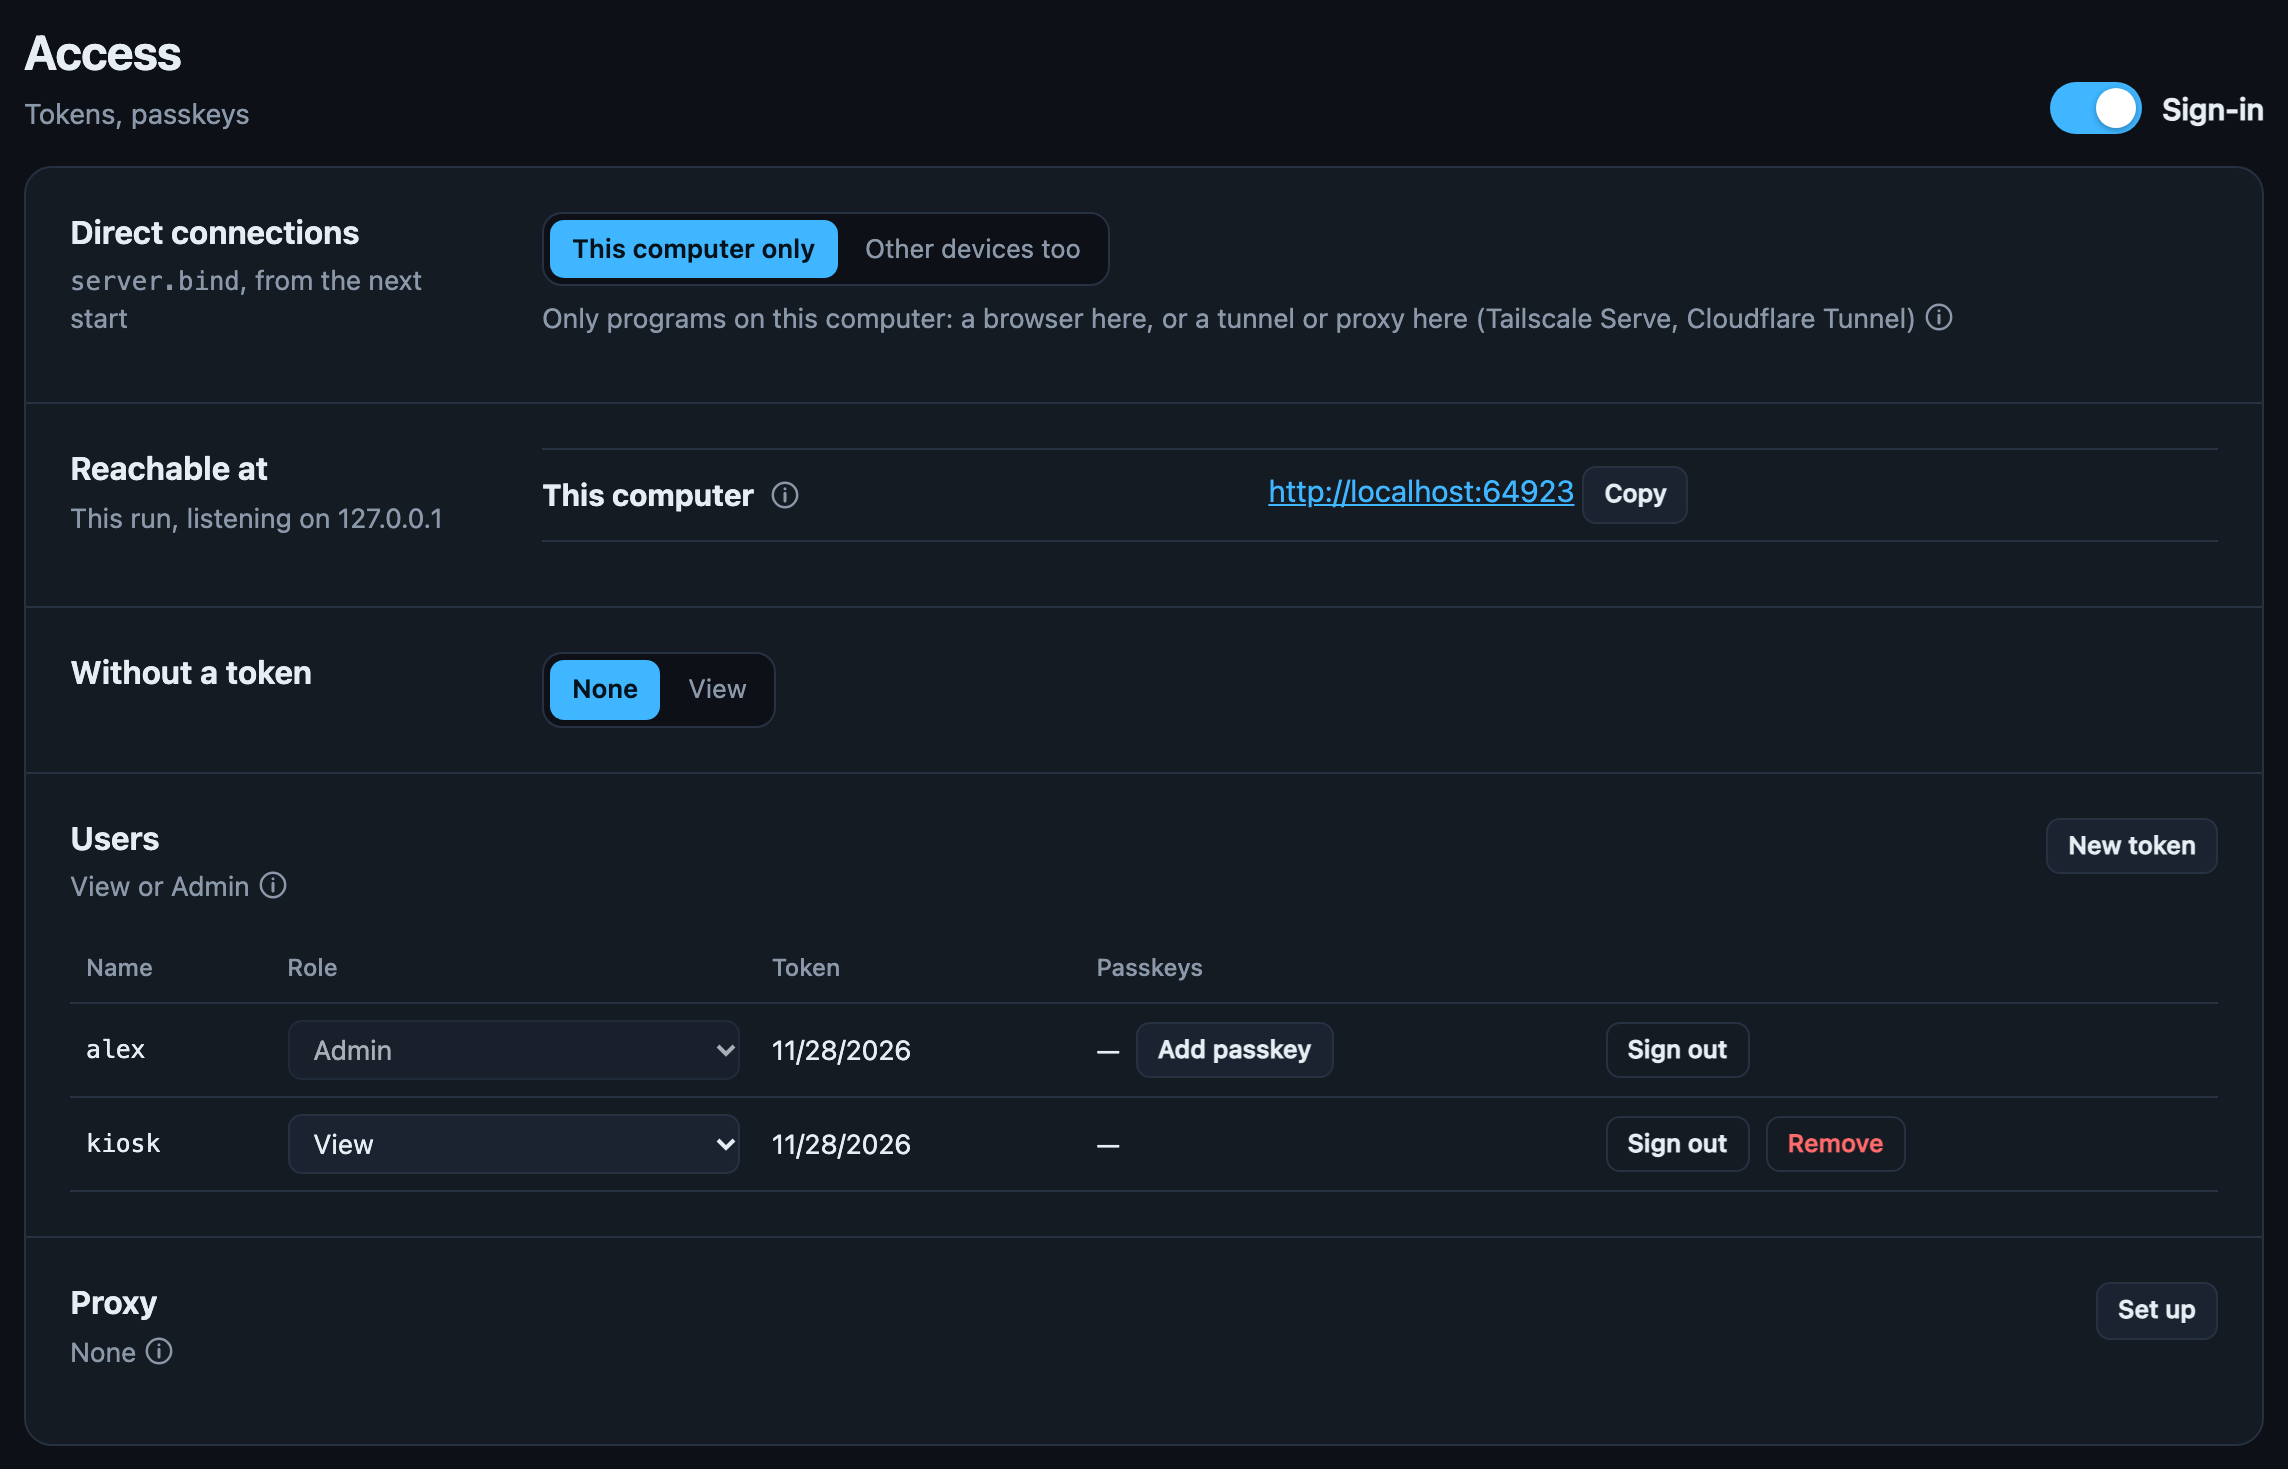 Access
Tokens, passkeys
Sign-in
Direct connections
server.bind, from the next
start
This computer only
Other devices too
Only programs on this computer: a browser here, or a tunnel or proxy here (Tailscale Serve, Cloudflare Tunnel)
Reachable at
This run, listening on 127.0.0.1
This computer
http://localhost:64923
Copy
Without a token
None
View
Users
View or Admin
New token
Name Role Token Passkeys
alex Admin 11/28/2026 — Add passkey Sign out
kiosk View 11/28/2026 — Sign out Remove
Proxy
None
Set up